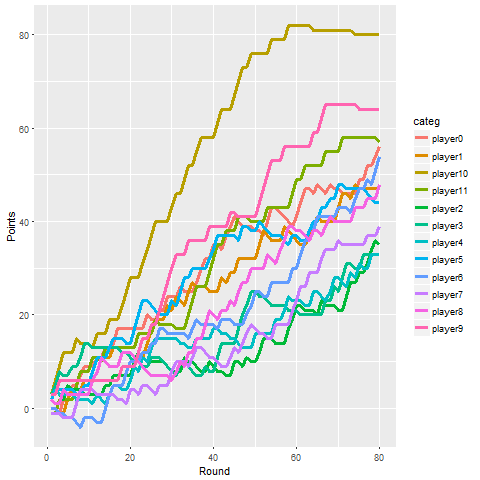 80
60
40
20
0
Points
0
20
40
60
80
Round
categ
player0
player1
player10
player11
player2
player3
player4
player5
player6
player7
player8
player9